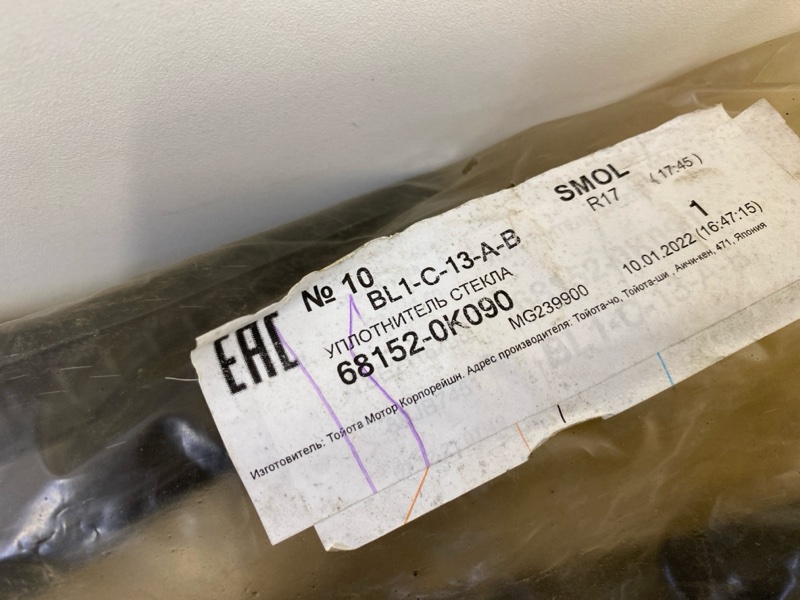 № 10
SMOL
BL1-C-13-A-B
R17 (17:45)
EAC
УПЛОТНИТЕЛЬ СТЕКЛА
1
68152-0K090
MG239900
10.01.2022 (16:47:15)
Изготовитель: Тойота Мотор Корпорейшн. Адрес производителя: Тойота-чо, Тойота-ши , Аичи-кен, 471, Япония